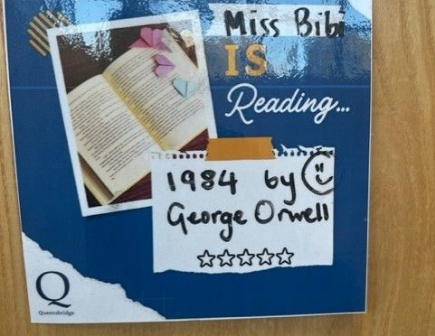 Miss Bibi
IS
Reading...
1984 by
George Orwell
Q
Queensbridge